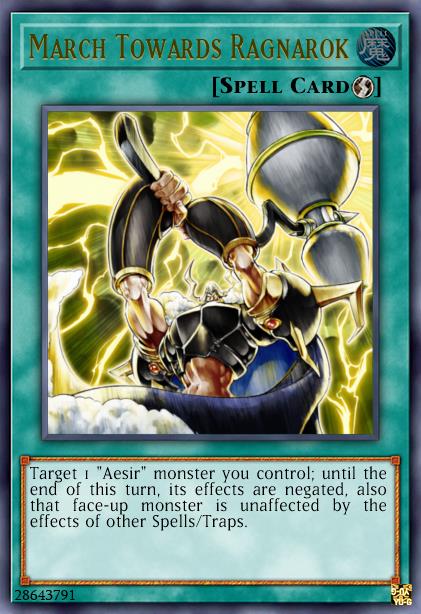 MARCH TOWARDS RAGNAROK
魔
[SPELL CARD]
Target 1 "Aesir" monster you control; until the
end of this turn, its effects are negated, also
that face-up monster is unaffected by the
effects of other Spells/Traps.
28643791